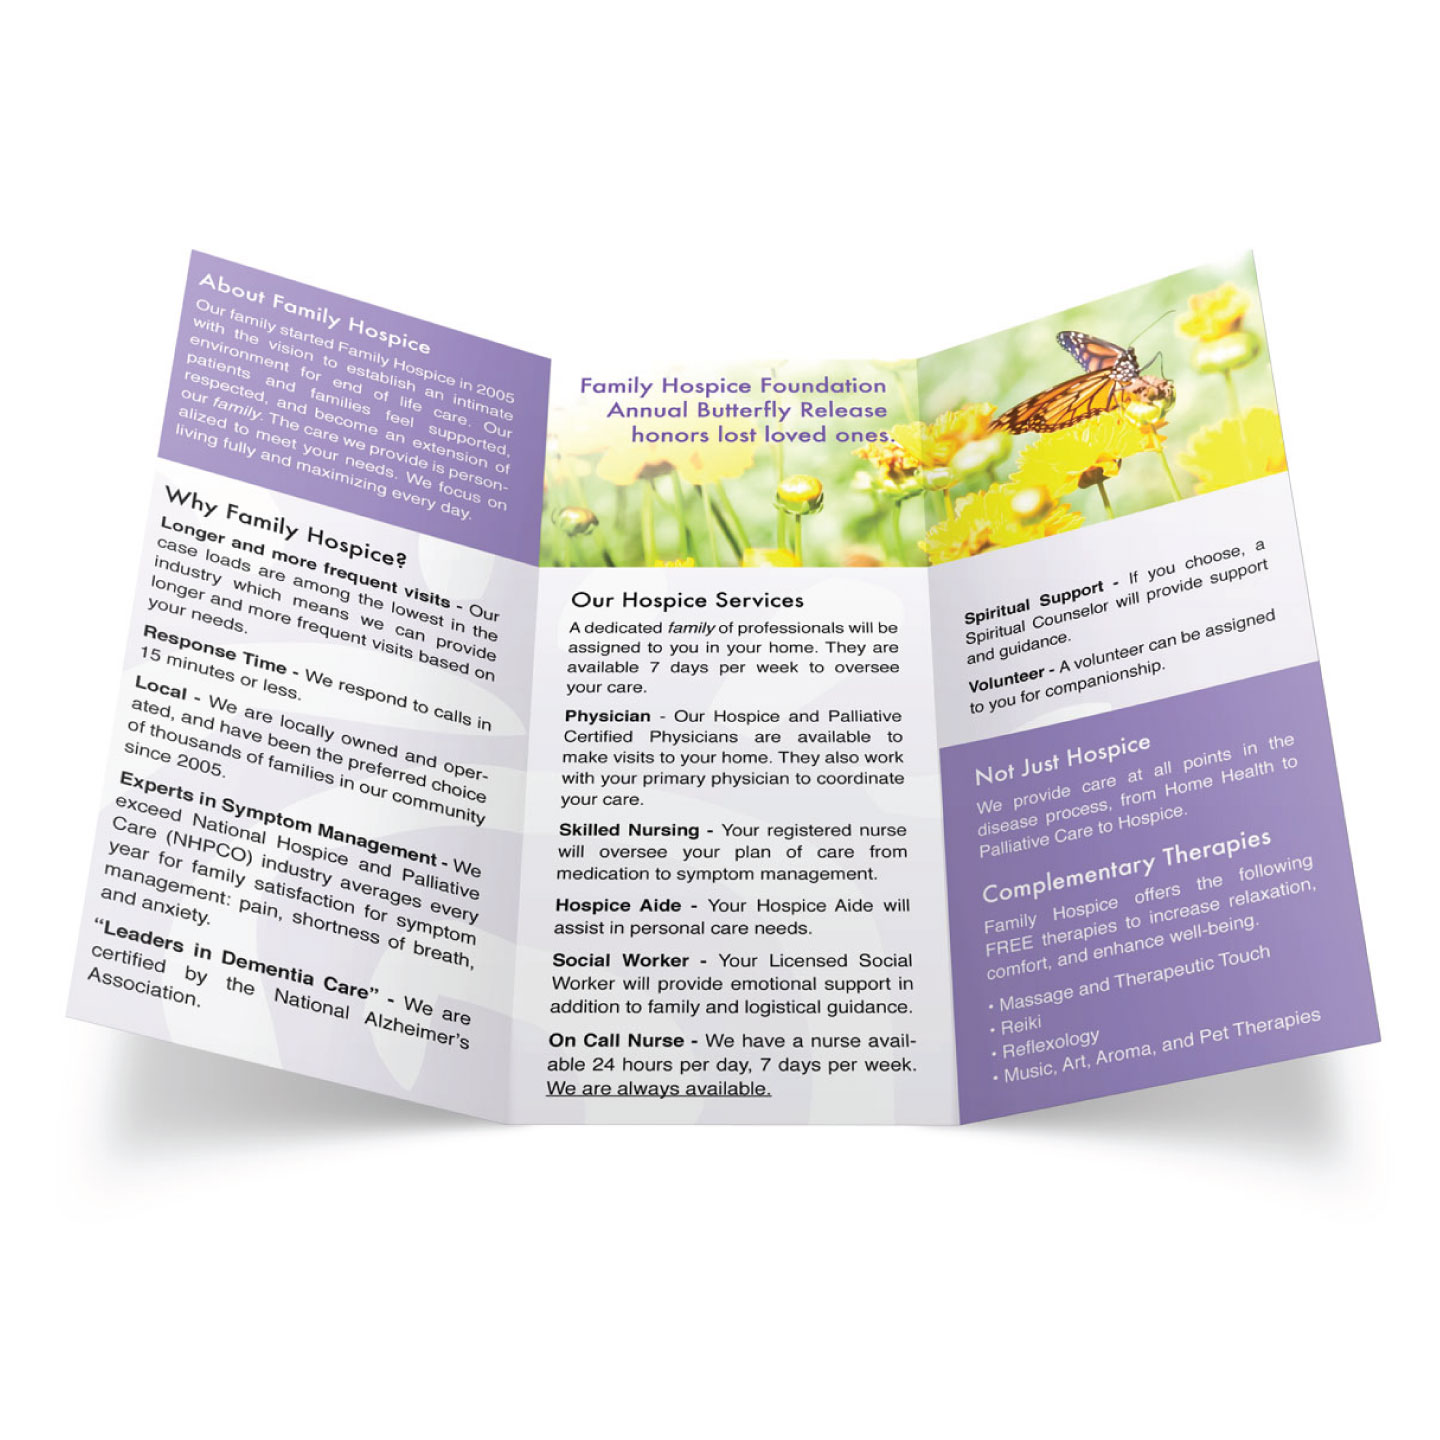 About Family Hospice
Our family started Family Hospice in 2005
with the vision to establish an intimate
environment for end of life care. Our
patients and families feel supported,
respected, and become an extension of
our family. The care we provide is person-
alized to meet your needs. We focus on
living fully and maximizing every day.
Why Family Hospice?
Longer and more frequent visits - Our
case loads are among the lowest in the
industry which means we can provide
longer and more frequent visits based on
your needs.
Response Time - We respond to calls in
15 minutes or less.
Local - We are locally owned and oper-
ated, and have been the preferred choice
of thousands of families in our community
since 2005.
Experts in Symptom Management - We
exceed National Hospice and Palliative
Care (NHPCO) industry averages every
year for family satisfaction for symptom
management: pain, shortness of breath,
and anxiety.
“Leaders in Dementia Care” - We are
certified by the National Alzheimer’s
Association.
Family Hospice Foundation
Annual Butterfly Release
honors lost loved ones.
Our Hospice Services
A dedicated family of professionals will be
assigned to you in your home. They are
available 7 days per week to oversee
your care.
Physician - Our Hospice and Palliative
Certified Physicians are available to
make visits to your home. They also work
with your primary physician to coordinate
your care.
Skilled Nursing - Your registered nurse
will oversee your plan of care from
medication to symptom management.
Hospice Aide - Your Hospice Aide will
assist in personal care needs.
Social Worker - Your Licensed Social
Worker will provide emotional support in
addition to family and logistical guidance.
On Call Nurse - We have a nurse avail-
able 24 hours per day, 7 days per week.
We are always available.
Spiritual Support - If you choose, a
Spiritual Counselor will provide support
and guidance.
Volunteer - A volunteer can be assigned
to you for companionship.
Not Just Hospice
We provide care at all points in the
disease process, from Home Health to
Palliative Care to Hospice.
Complementary Therapies
Family Hospice offers the following
FREE therapies to increase relaxation,
comfort, and enhance well-being.
• Massage and Therapeutic Touch
• Reiki
• Reflexology
• Music, Art, Aroma, and Pet Therapies